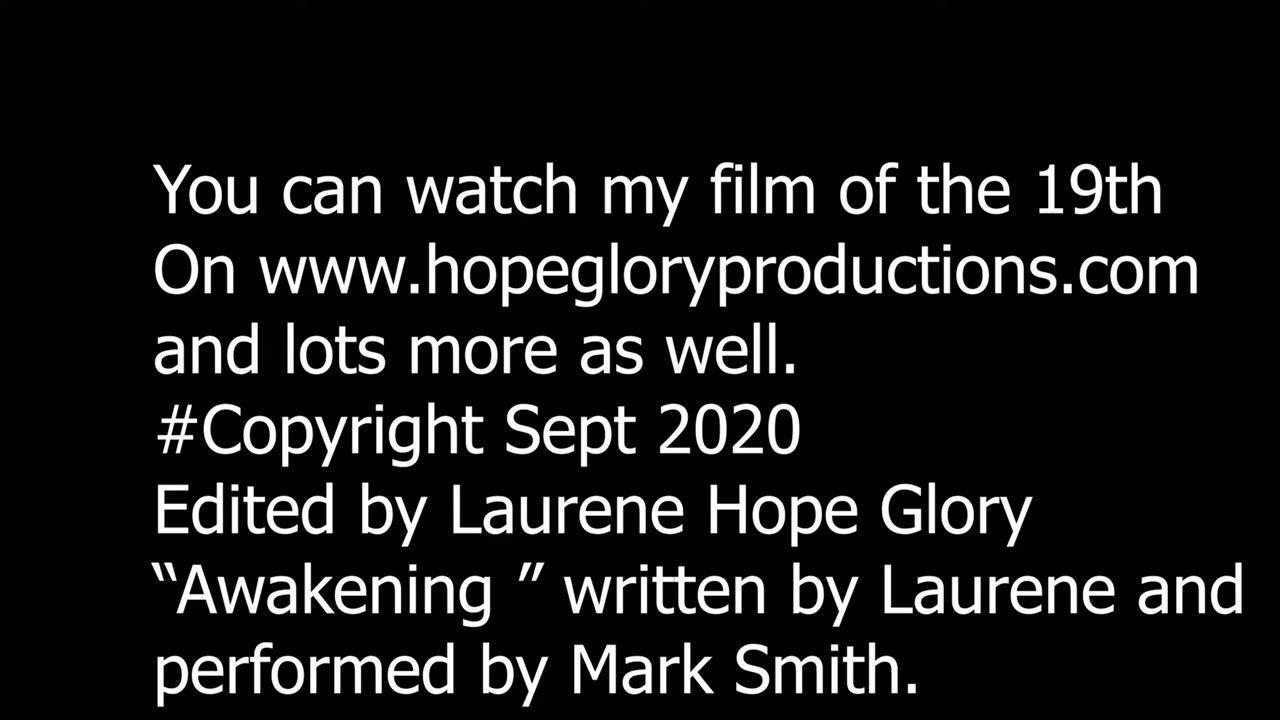 You can watch my film of the 19th
On www.hopegloryproductions.com
and lots more as well.
#Copyright Sept 2020
Edited by Laurene Hope Glory
“Awakening ” written by Laurene and
performed by Mark Smith.